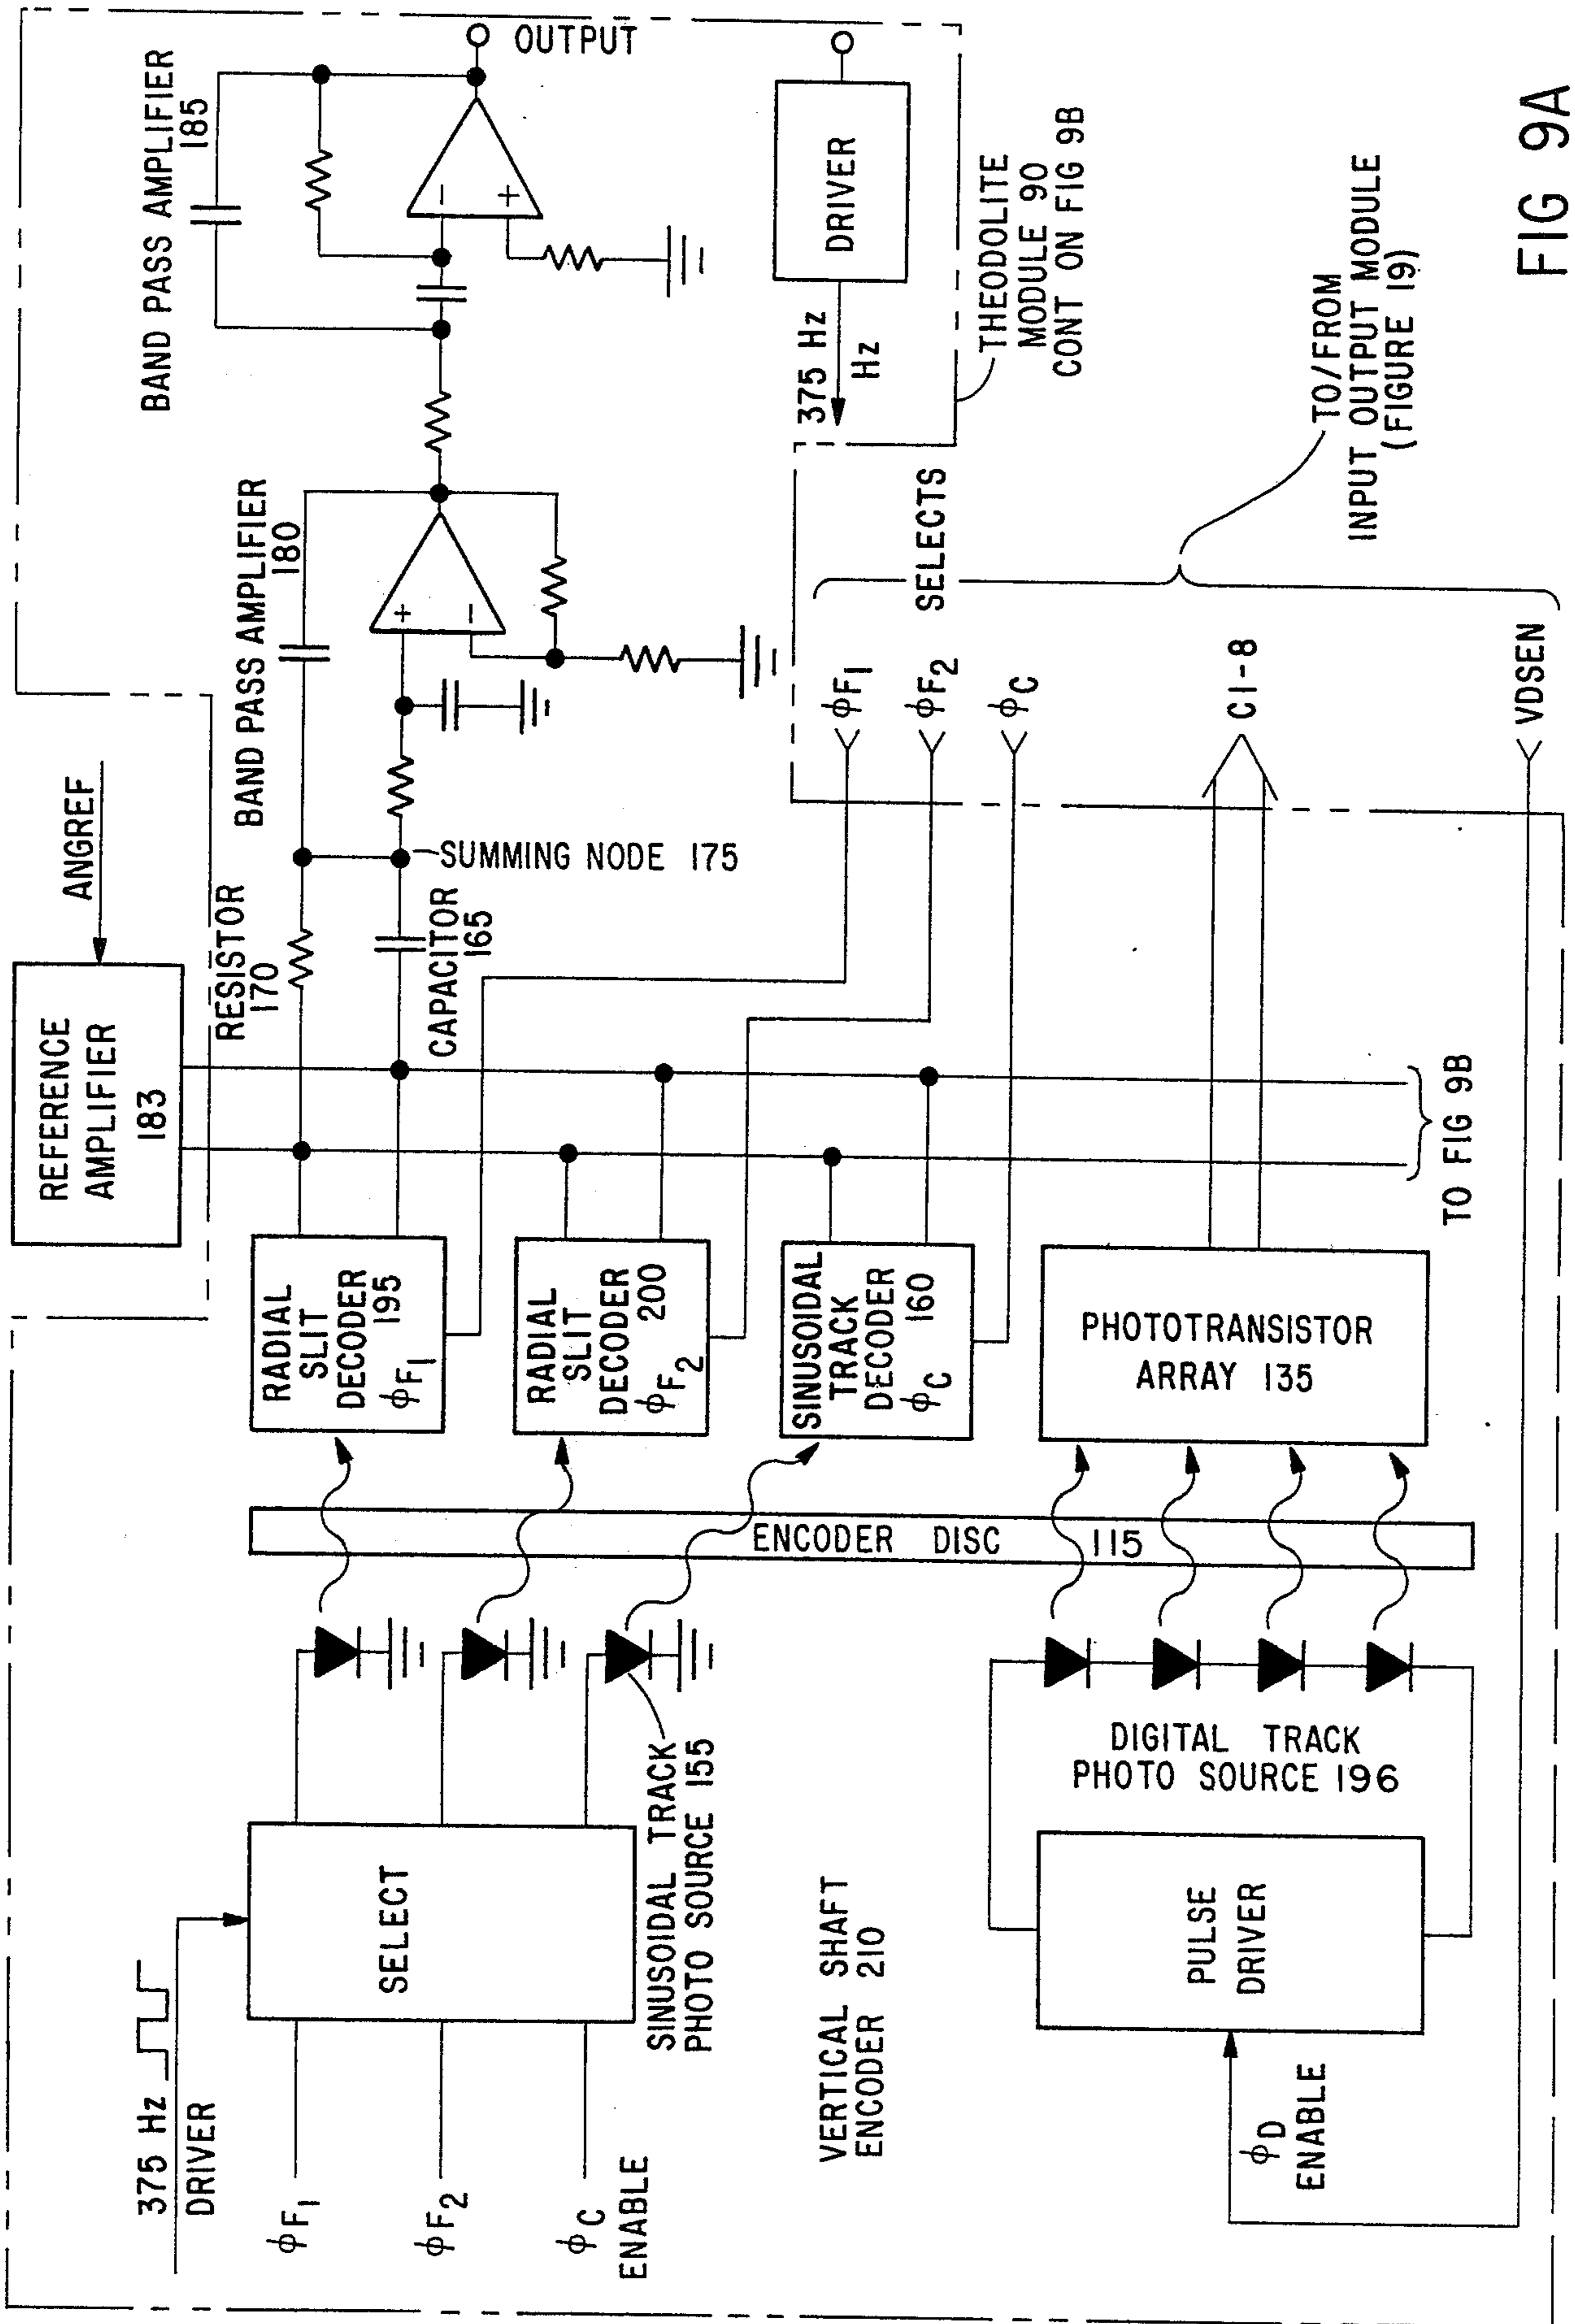 375 Hz
DRIVER
ϕF1
ϕF2
ϕC
ENABLE
SELECT
SINUSOIDAL TRACK
PHOTO SOURCE 155
VERTICAL SHAFT
ENCODER 210
ϕD
ENABLE
PULSE
DRIVER
DIGITAL TRACK
PHOTO SOURCE 196
ENCODER DISC 115
RADIAL
SLIT
DECODER
ϕF1 195
RADIAL
SLIT
DECODER
ϕF2 200
SINUSOIDAL
TRACK
DECODER
ϕC 160
PHOTOTRANSISTOR
ARRAY 135
REFERENCE
AMPLIFIER
183
ANGREF
RESISTOR
170
CAPACITOR
165
SUMMING NODE 175
TO FIG 9B
BAND PASS AMPLIFIER
180
+
−
BAND PASS AMPLIFIER
185
−
+
OUTPUT
DRIVER
375 Hz
Hz
THEODOLITE
MODULE 90
CONT ON FIG 9B
ϕF1
ϕF2
ϕC
SELECTS
C1-8
VDSEN
TO/FROM
INPUT OUTPUT MODULE
(FIGURE 19)
FIG 9A